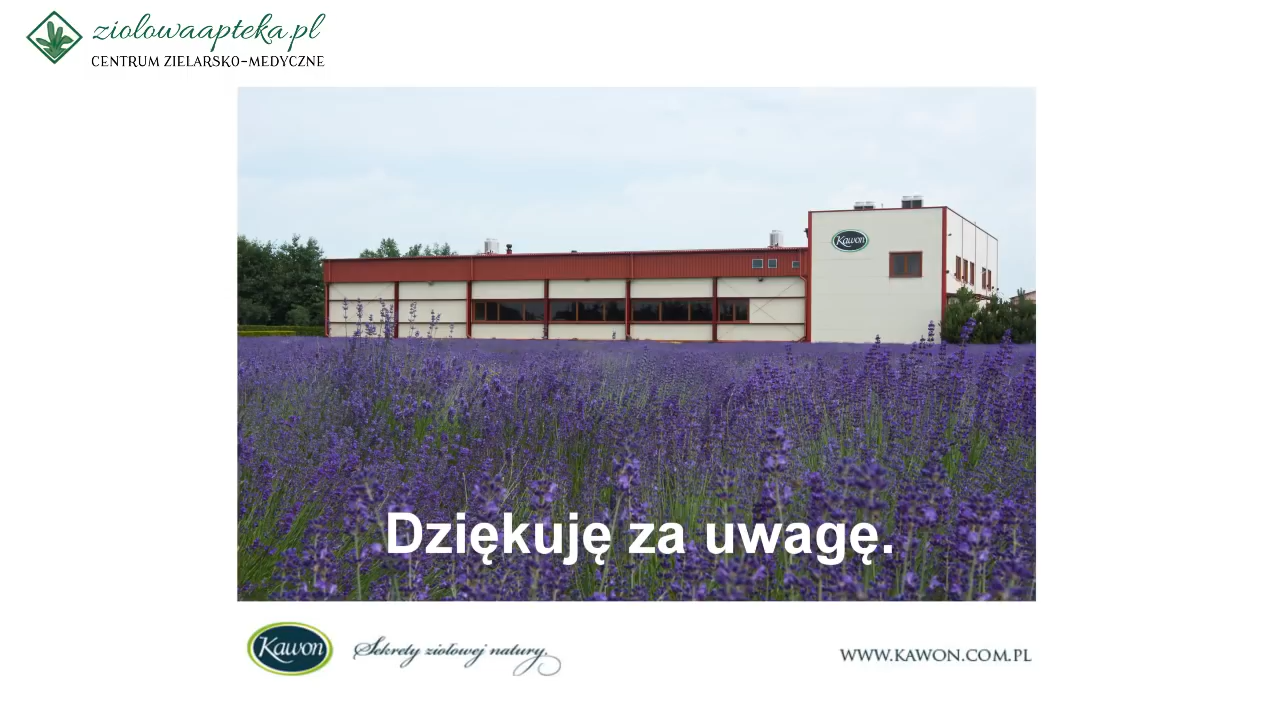 ziolowaapteka.pl
CENTRUM ZIELARSKO-MEDYCZNE
Kawon
Dziękuję za uwagę.
Kawon
Sekrety ziołowej natury.
WWW.KAWON.COM.PL